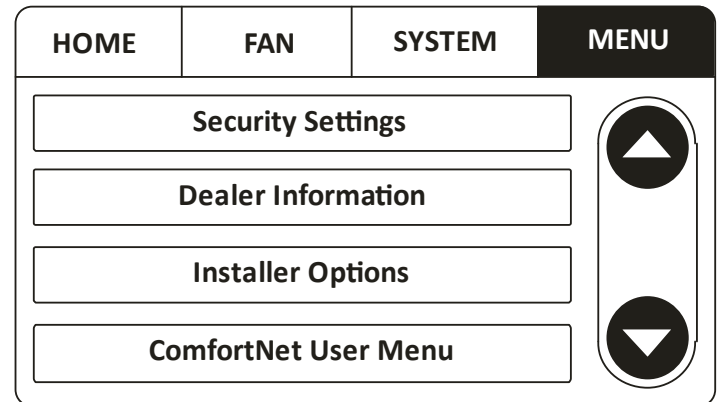 HOME FAN SYSTEM MENU
Security Settings
Dealer Information
Installer Options
ComfortNet User Menu